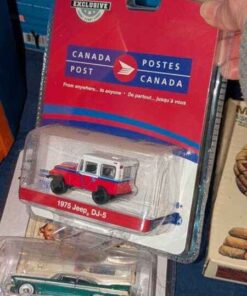 EXCLUSIVE
CANADA POSTES
POST CANADA
From anywhere... to anyone · De partout... jusqu'à vous
1975 Jeep, DJ-5